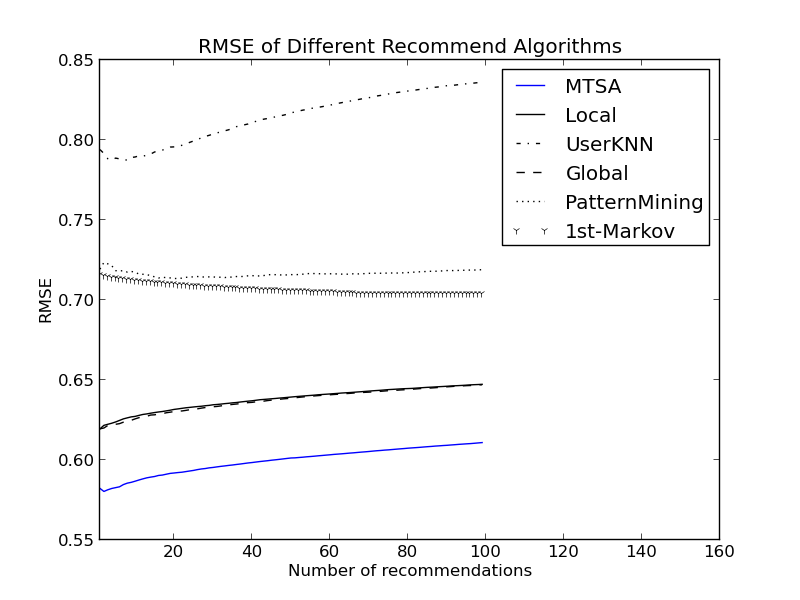 RMSE of Different Recommend Algorithms
0.85
0.80
0.75
0.70
0.65
0.60
0.55
RMSE
MTSA
Local
UserKNN
Global
PatternMining
1st-Markov
20 40 60 80 100 120 140 160
Number of recommendations